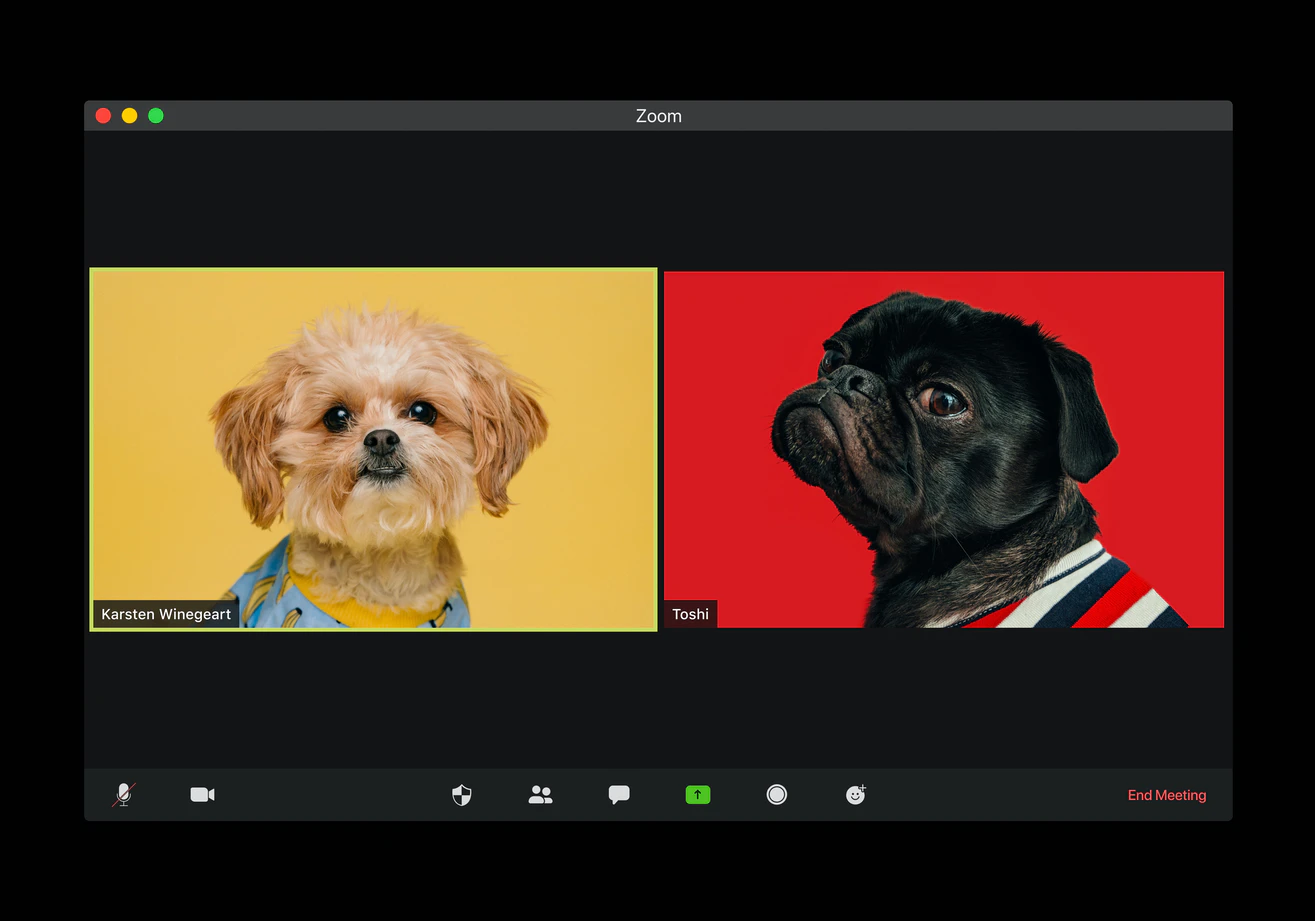 Zoom
Karsten Winegeart
Toshi
End Meeting